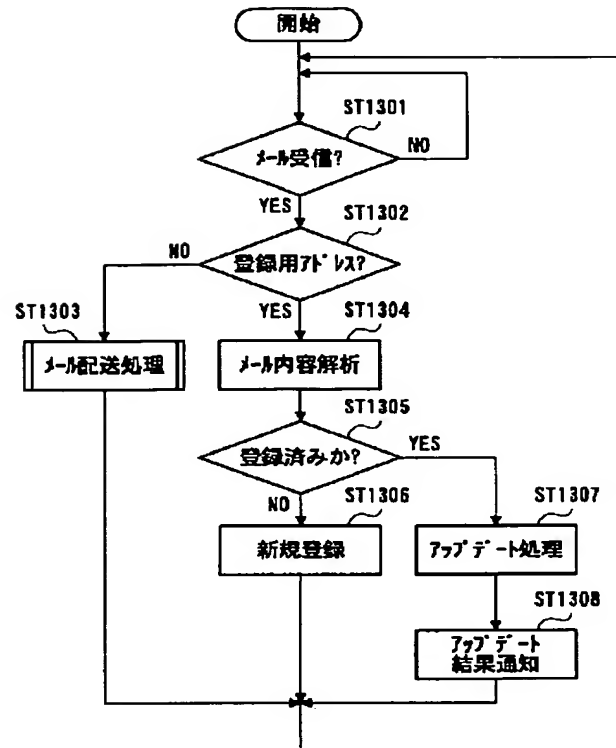 開始
ST1301
メール受信?
NO
YES
ST1302
登録用アドレス?
NO
YES
ST1303
ST1304
メール配送処理
メール内容解析
ST1305
登録済みか?
YES
NO
ST1306
ST1307
新規登録
アップデート処理
ST1308
アップデート
結果通知